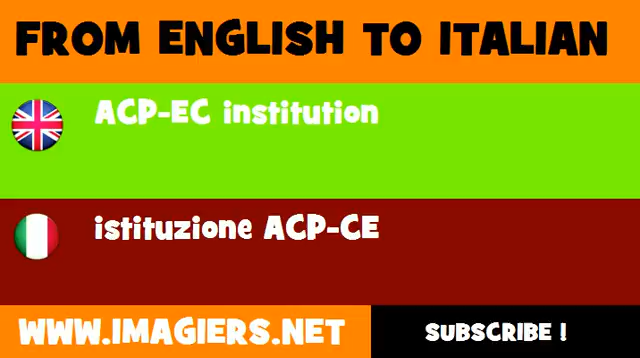 FROM ENGLISH TO ITALIAN
ACP-EC institution
istituzione ACP-CE
WWW.IMAGIERS.NET
SUBSCRIBE !